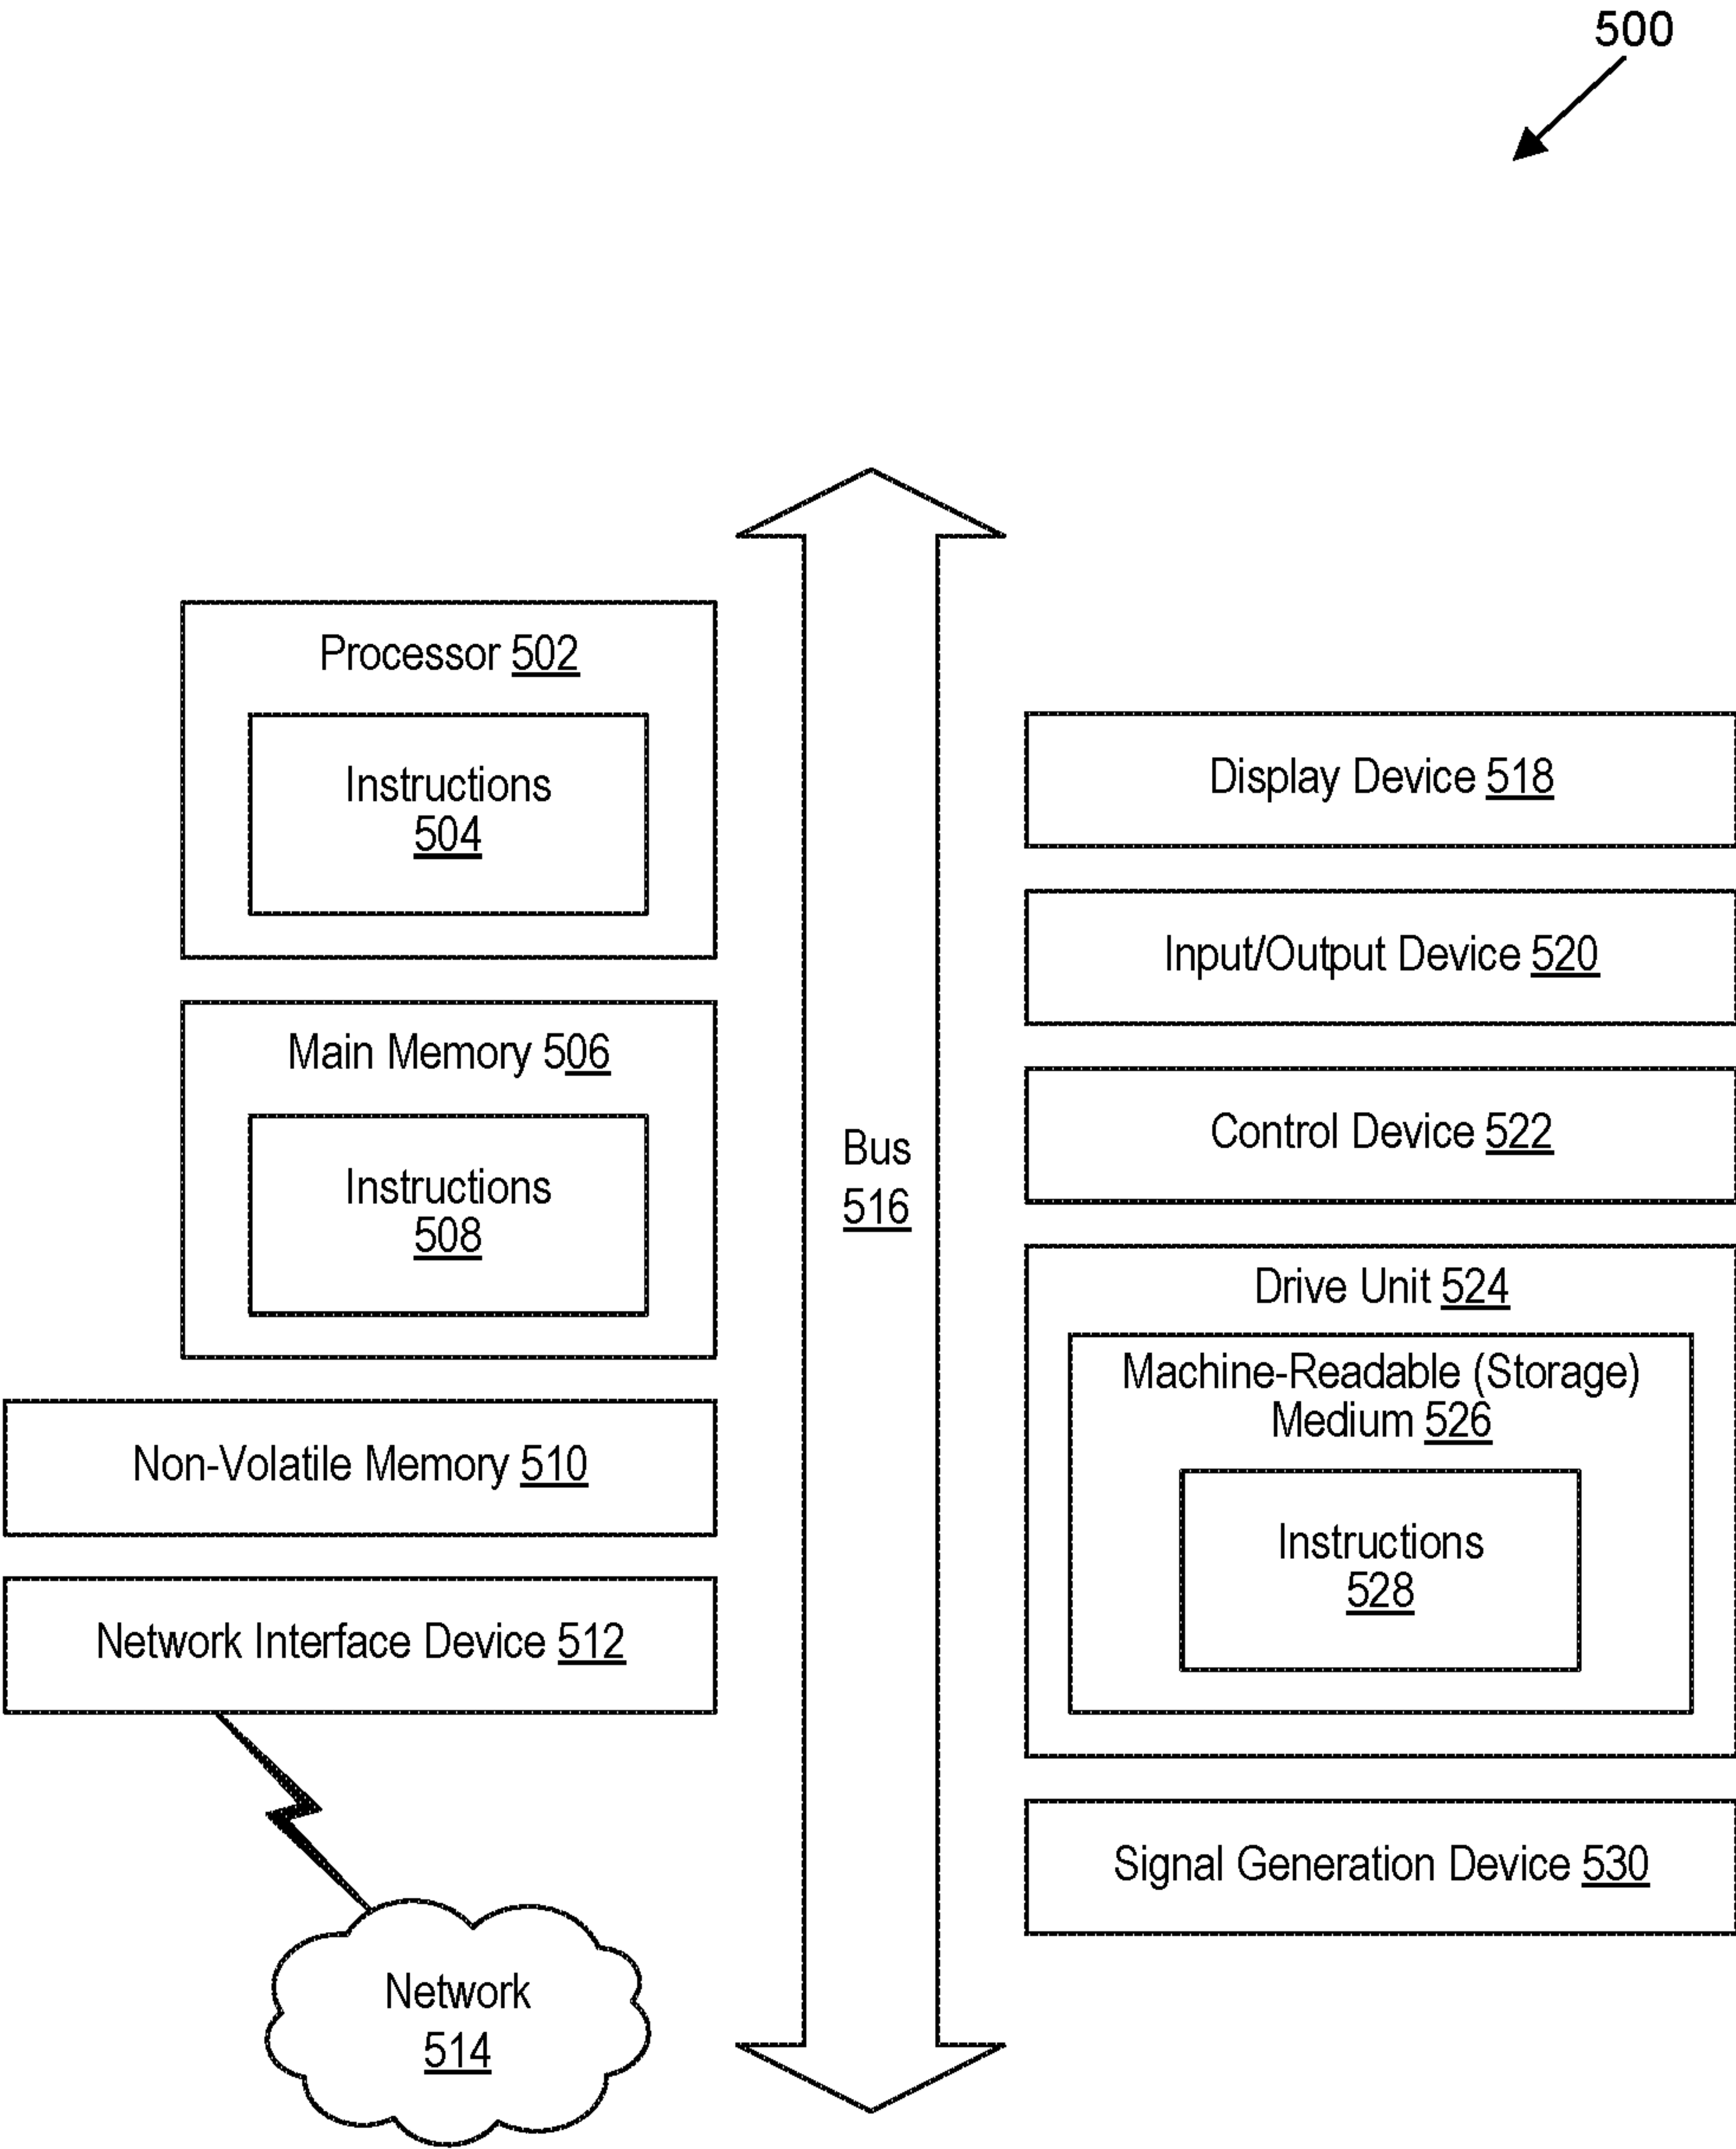 500
Processor 502
Instructions
504
Main Memory 506
Instructions
508
Non-Volatile Memory 510
Network Interface Device 512
Network
514
Bus
516
Display Device 518
Input/Output Device 520
Control Device 522
Drive Unit 524
Machine-Readable (Storage)
Medium 526
Instructions
528
Signal Generation Device 530